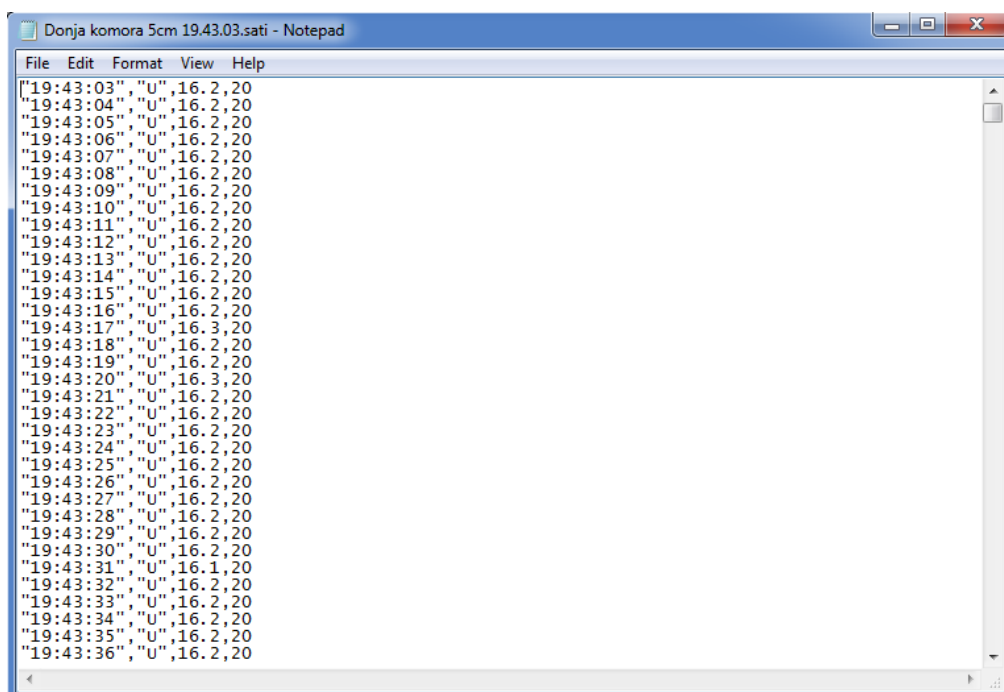 Donja komora 5cm 19.43.03.sati - Notepad
File Edit Format View Help
"19:43:03","U",16.2,20
"19:43:04","U",16.2,20
"19:43:05","U",16.2,20
"19:43:06","U",16.2,20
"19:43:07","U",16.2,20
"19:43:08","U",16.2,20
"19:43:09","U",16.2,20
"19:43:10","U",16.2,20
"19:43:11","U",16.2,20
"19:43:12","U",16.2,20
"19:43:13","U",16.2,20
"19:43:14","U",16.2,20
"19:43:15","U",16.2,20
"19:43:16","U",16.2,20
"19:43:17","U",16.3,20
"19:43:18","U",16.2,20
"19:43:19","U",16.2,20
"19:43:20","U",16.3,20
"19:43:21","U",16.2,20
"19:43:22","U",16.2,20
"19:43:23","U",16.2,20
"19:43:24","U",16.2,20
"19:43:25","U",16.2,20
"19:43:26","U",16.2,20
"19:43:27","U",16.2,20
"19:43:28","U",16.2,20
"19:43:29","U",16.2,20
"19:43:30","U",16.2,20
"19:43:31","U",16.1,20
"19:43:32","U",16.2,20
"19:43:33","U",16.2,20
"19:43:34","U",16.2,20
"19:43:35","U",16.2,20
"19:43:36","U",16.2,20